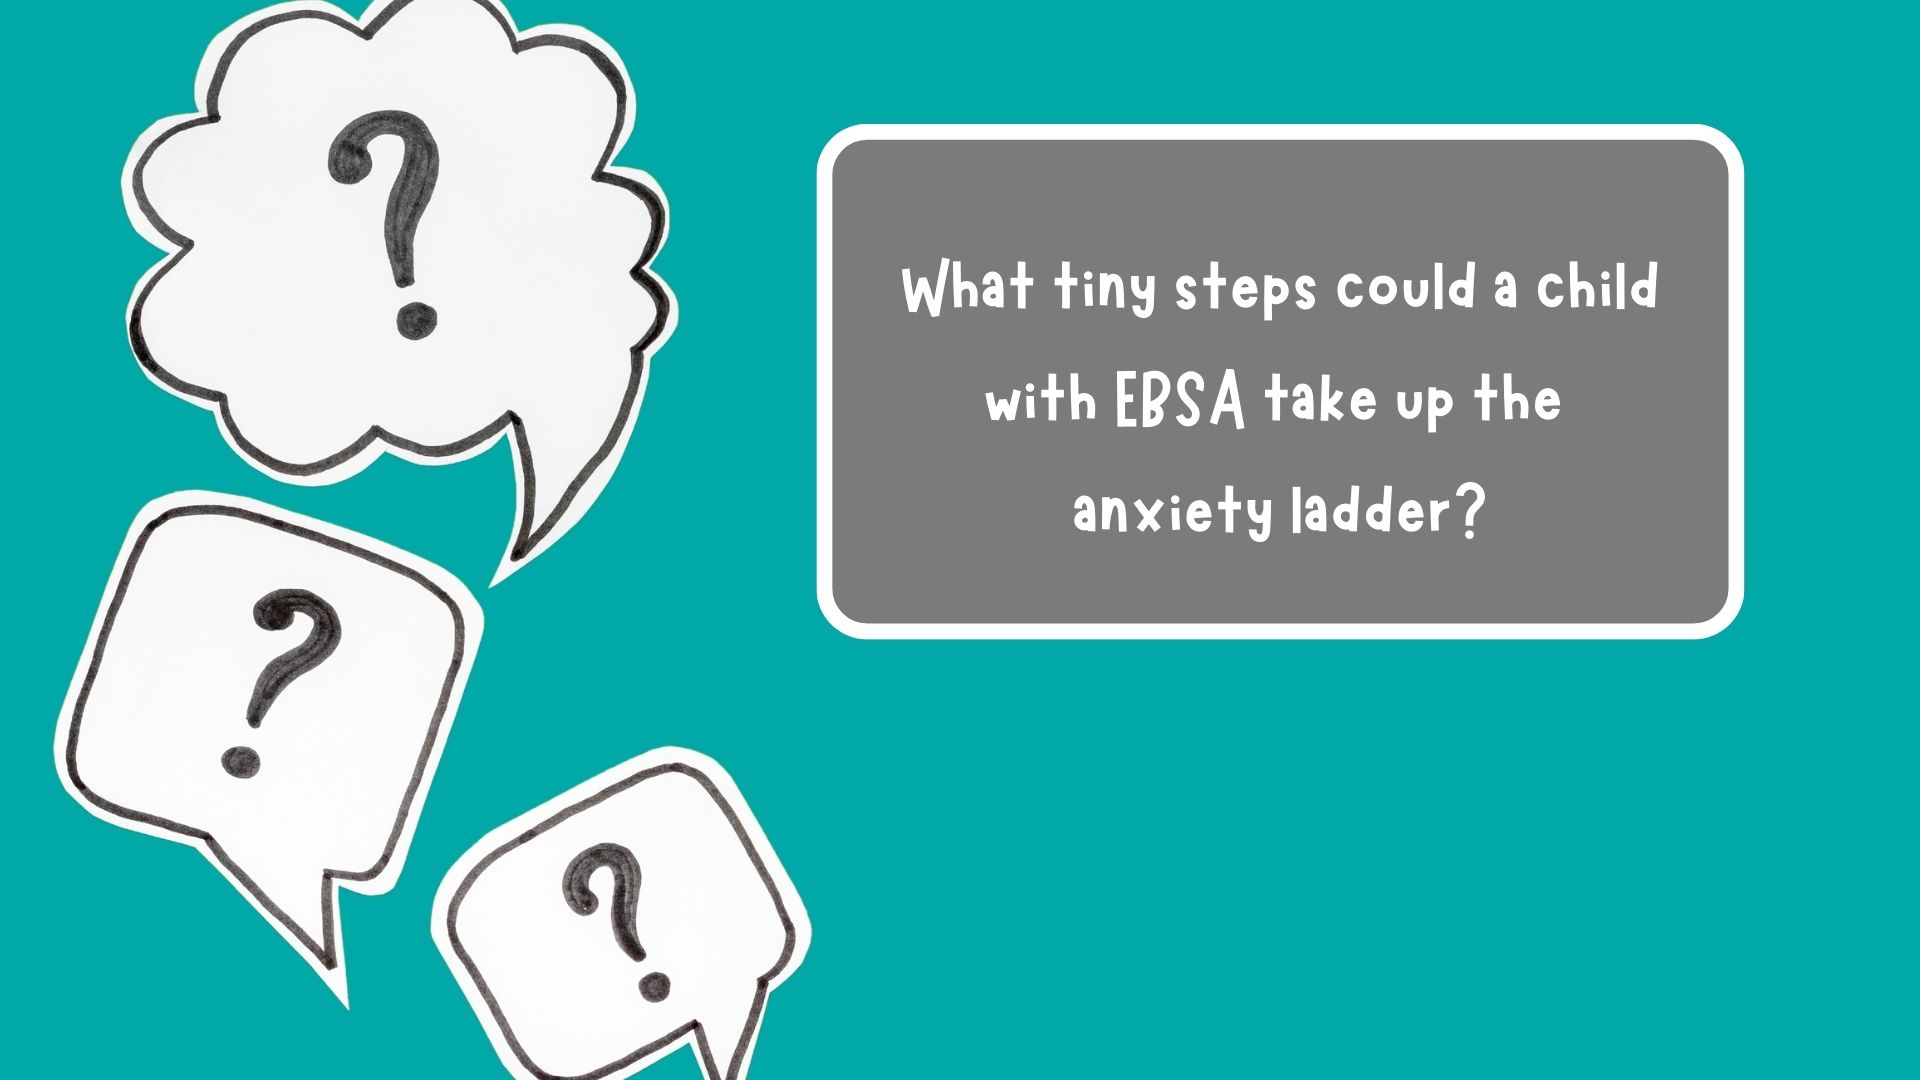 ?
?
?
What tiny steps could a child
with EBSA take up the
anxiety ladder?